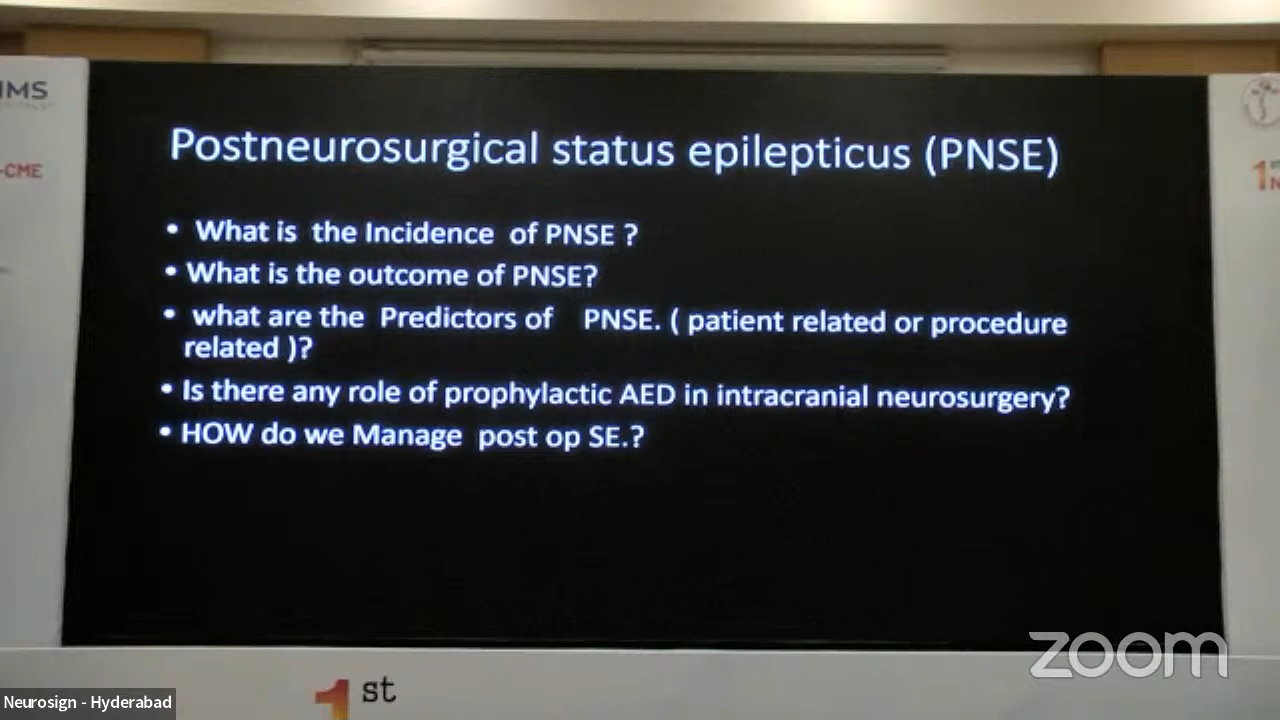 IMS
-CME
Postneurosurgical status epilepticus (PNSE)
• What is the Incidence of PNSE ?
• What is the outcome of PNSE?
• what are the Predictors of PNSE. ( patient related or procedure
related )?
• Is there any role of prophylactic AED in intracranial neurosurgery?
• HOW do we Manage post op SE.?
1
1st
zoom
Neurosign - Hyderabad